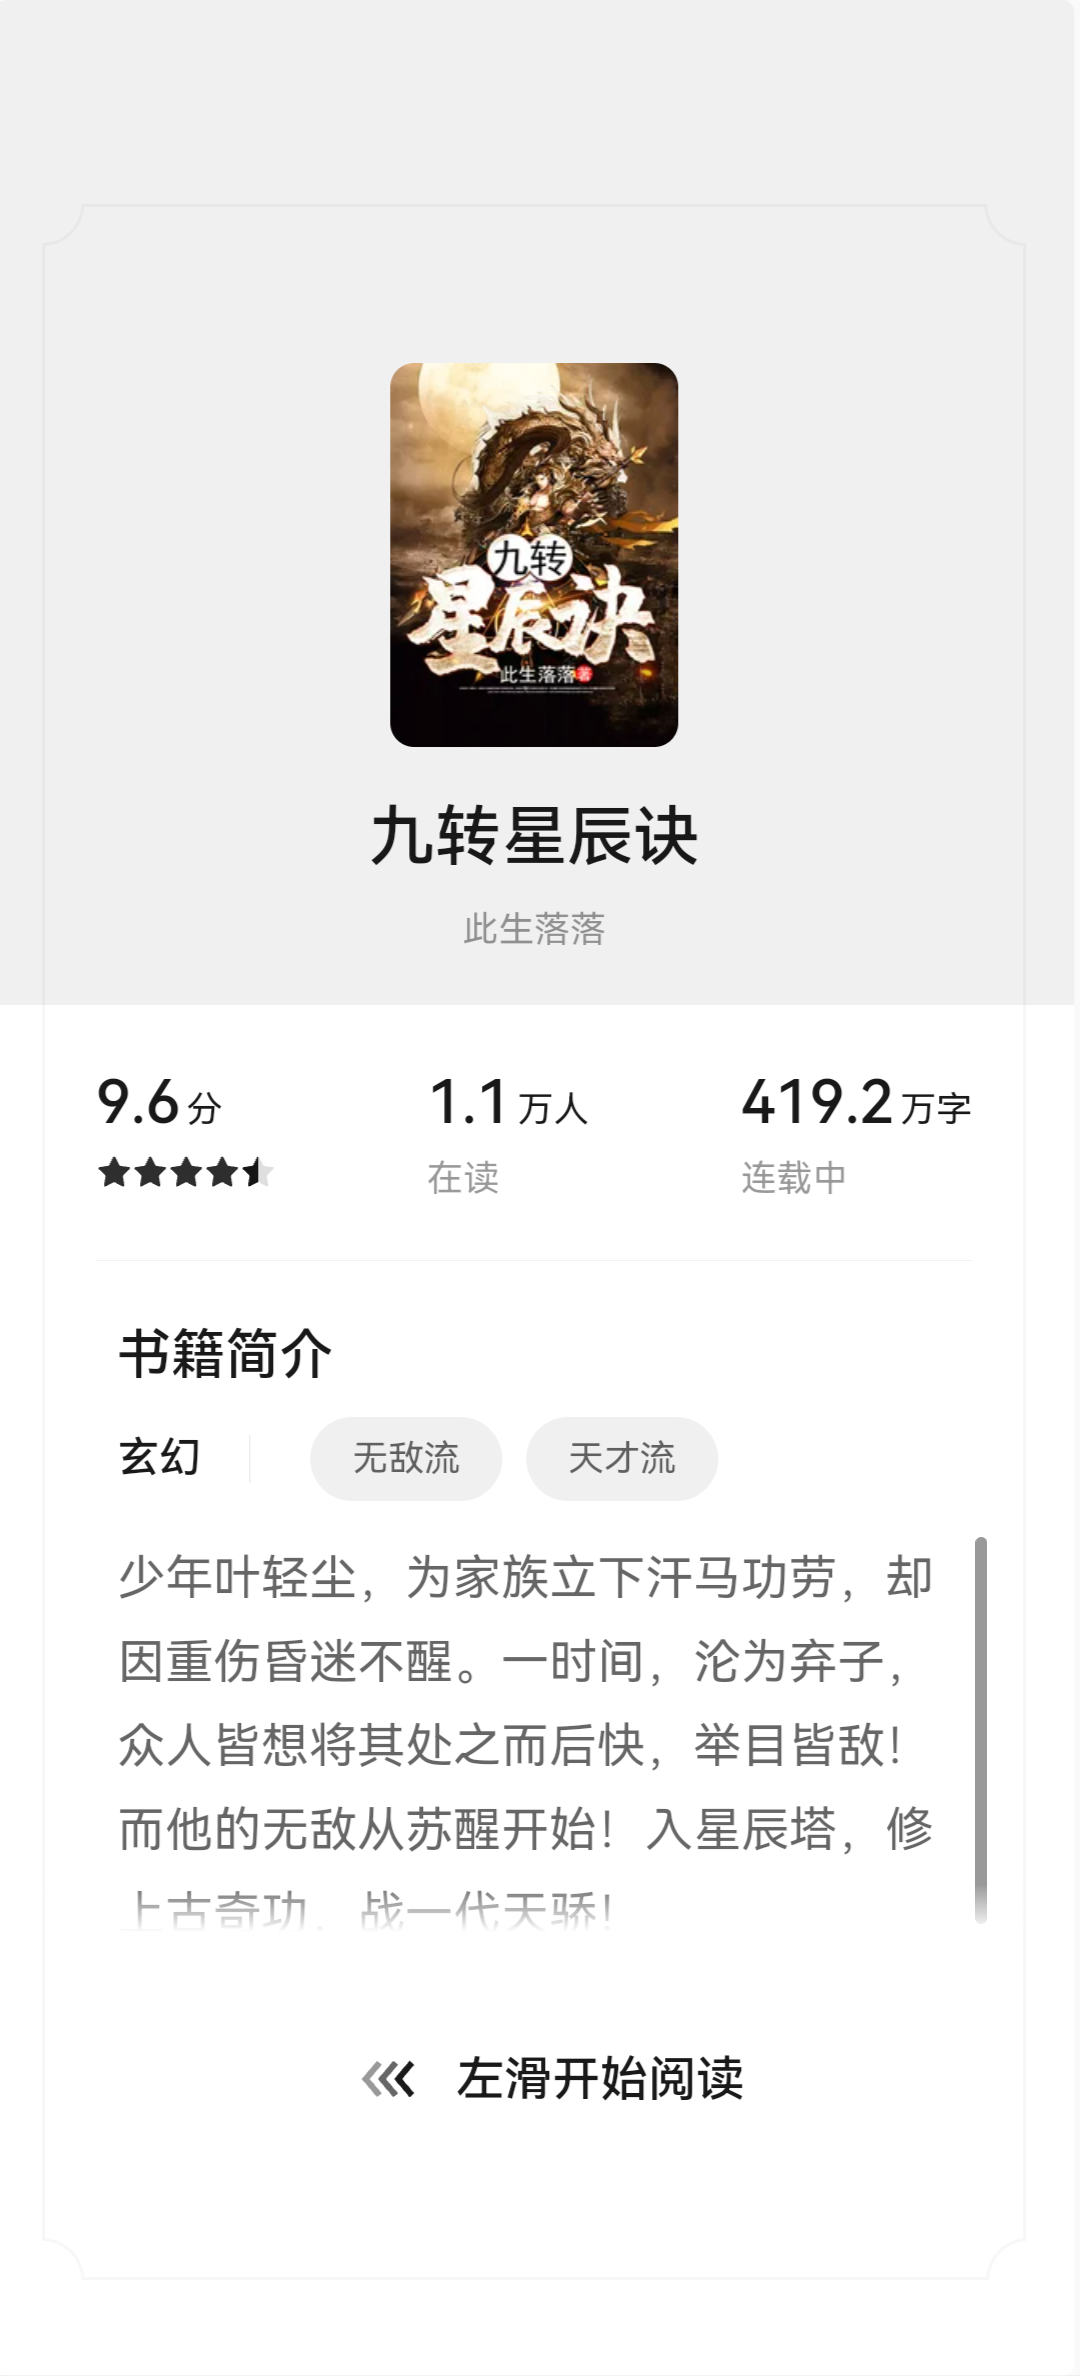 九转
星辰诀
此生落落 著
九转星辰诀
此生落落
9.6分
1.1万人
419.2万字
在读
连载中
书籍简介
玄幻
无敌流
天才流
少年叶轻尘，为家族立下汗马功劳，却
因重伤昏迷不醒。一时间，沦为弃子，
众人皆想将其处之而后快，举目皆敌！
而他的无敌从苏醒开始！入星辰塔，修
上古奇功，战一代天骄！
左滑开始阅读